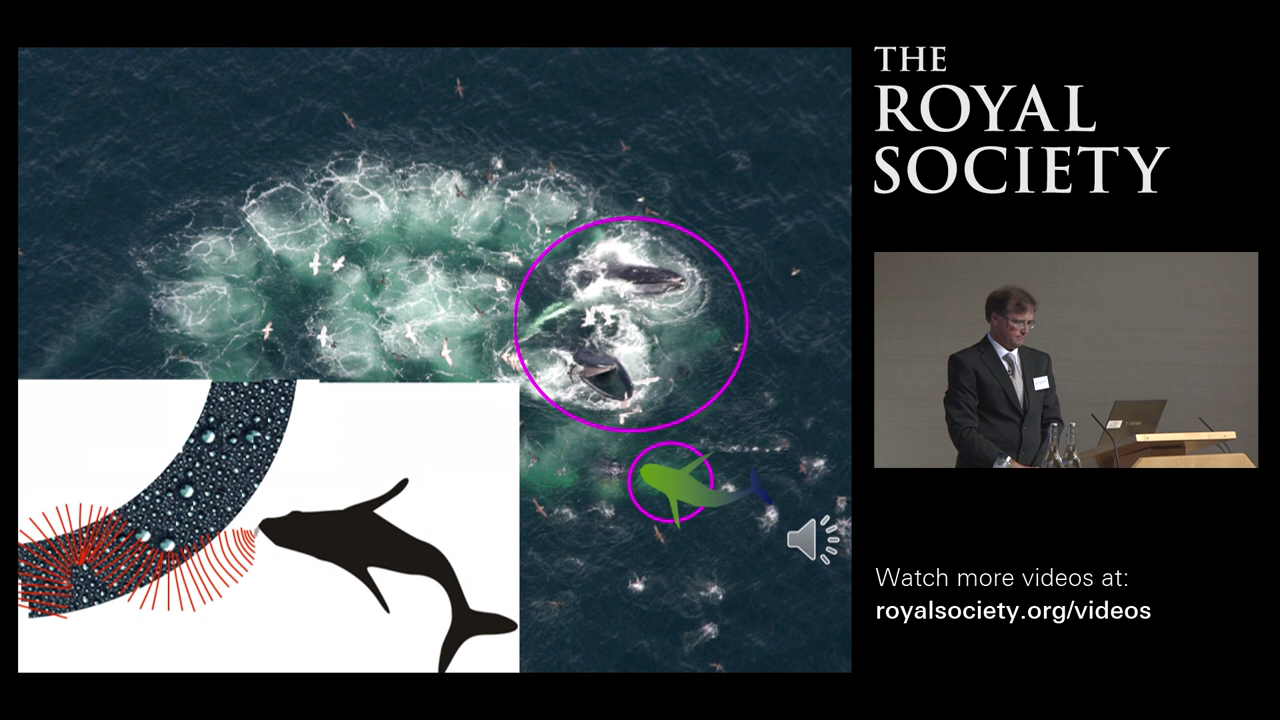 THE
ROYAL
SOCIETY
Watch more videos at:
royalsociety.org/videos